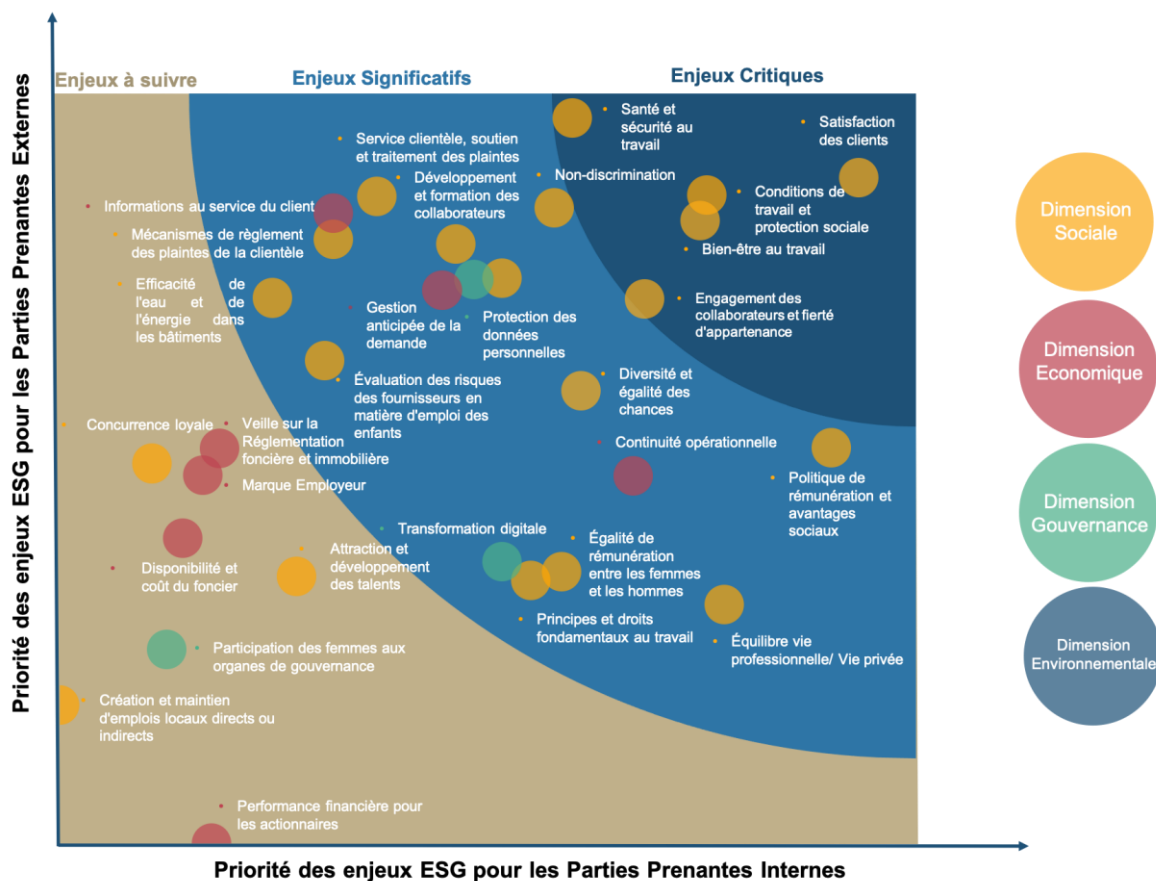 Priorité des enjeux ESG pour les Parties Prenantes Externes
Enjeux à suivre
Enjeux Significatifs
Enjeux Critiques
Service clientèle, soutien
et traitement des plaintes
Santé et
sécurité au
travail
Satisfaction
des clients
Développement
et formation des
collaborateurs
Non-discrimination
Informations au service du client
Mécanismes de règlement
des plaintes de la clientèle
Conditions de
travail et
protection sociale
Bien-être au travail
Efficacité de
l'eau et de
l'énergie dans
les bâtiments
Gestion
anticipée de la
demande
Protection des
données
personnelles
Engagement des
collaborateurs et fierté
d'appartenance
Évaluation des risques
des fournisseurs en
matière d'emploi des
enfants
Diversité et
égalité des
chances
Concurrence loyale
Veille sur la
Réglementation
foncière et immobilière
Marque Employeur
Continuité opérationnelle
Politique de
rémunération et
avantages
sociaux
Disponibilité et
coût du foncier
Attraction et
développement
des talents
Transformation digitale
Égalité de
rémunération
entre les femmes
et les hommes
Principes et droits
fondamentaux au travail
Équilibre vie
professionnelle/ Vie privée
Participation des femmes aux
organes de gouvernance
Création et maintien
d'emplois locaux directs ou
indirects
Performance financière pour
les actionnaires
Priorité des enjeux ESG pour les Parties Prenantes Internes
Dimension
Sociale
Dimension
Economique
Dimension
Gouvernance
Dimension
Environnementale